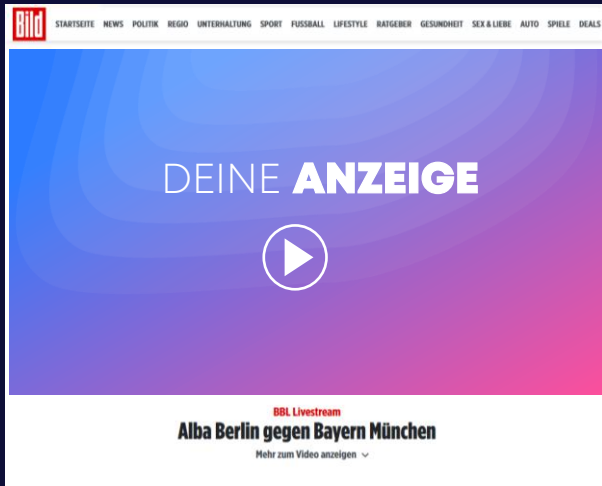 Bild STARTSEITE NEWS POLITIK REGIO UNTERHALTUNG SPORT FUSSBALL LIFESTYLE RATGEBER GESUNDHEIT SEX & LIEBE AUTO SPIELE DEALS
DEINE ANZEIGE
BBL Livestream
Alba Berlin gegen Bayern München
Mehr zum Video anzeigen